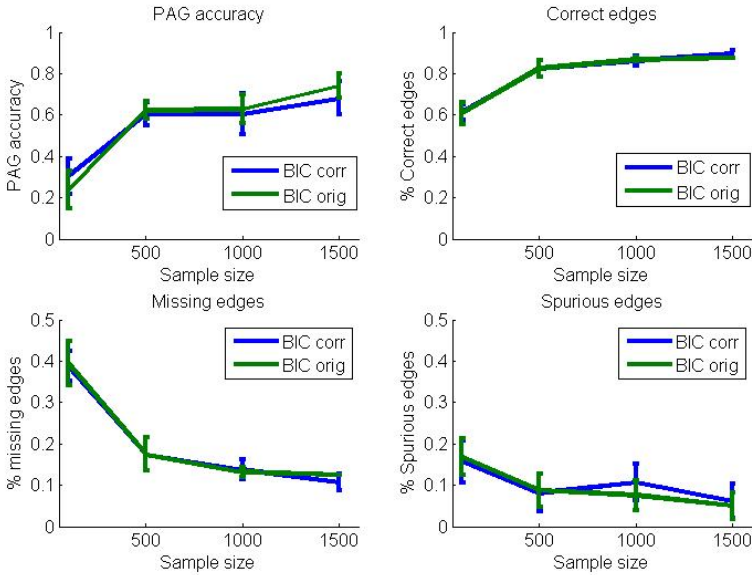 PAG accuracy
1
0.8
0.6
0.4
0.2
0
PAG accuracy
BIC corr
BIC orig
500
1000
1500
Sample size
Correct edges
1
0.8
0.6
0.4
0.2
0
% Correct edges
BIC corr
BIC orig
500
1000
1500
Sample size
Missing edges
0.5
0.4
0.3
0.2
0.1
0
% missing edges
BIC corr
BIC orig
500
1000
1500
Sample size
Spurious edges
0.5
0.4
0.3
0.2
0.1
0
% Spurious edges
BIC corr
BIC orig
500
1000
1500
Sample size